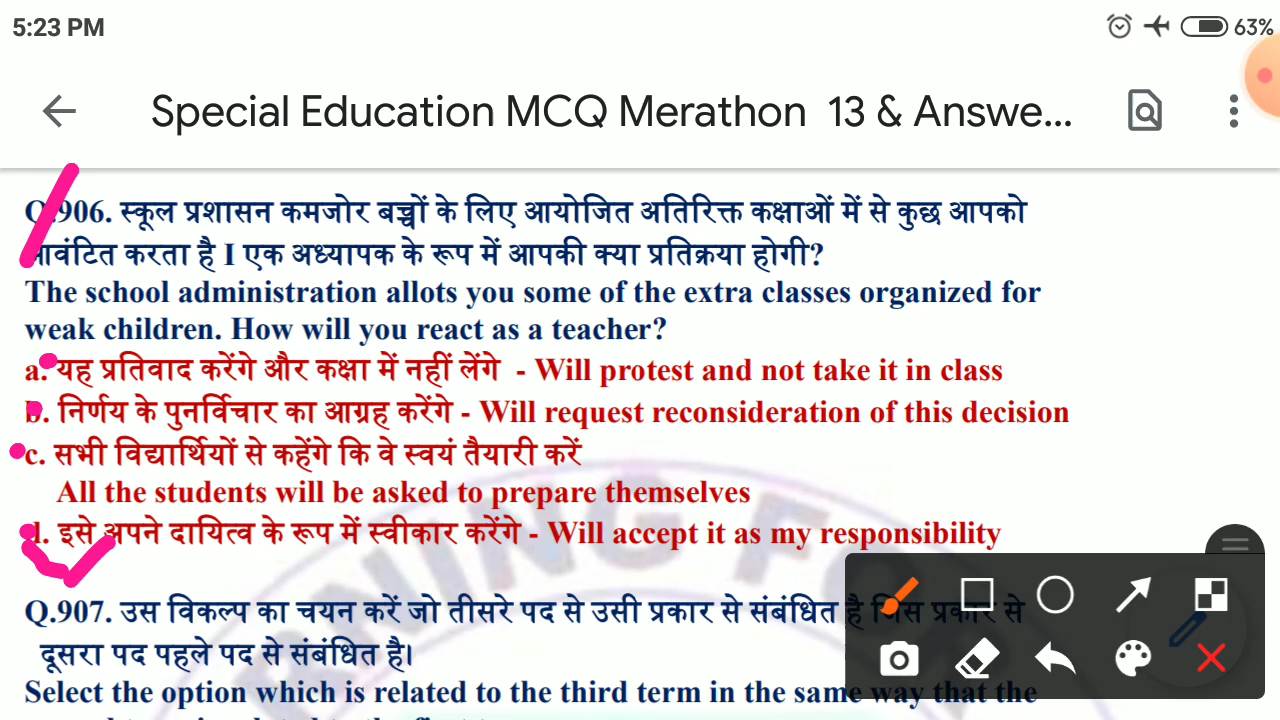 5:23 PM
63%
Special Education MCQ Merathon 13 & Answe...
Q.906. स्कूल प्रशासन कमजोर बच्चों के लिए आयोजित अतिरिक्त कक्षाओं में से कुछ आपको
आवंटित करता है I एक अध्यापक के रूप में आपकी क्या प्रतिक्रया होगी?
The school administration allots you some of the extra classes organized for
weak children. How will you react as a teacher?
a. यह प्रतिवाद करेंगे और कक्षा में नहीं लेंगे - Will protest and not take it in class
b. निर्णय के पुनर्विचार का आग्रह करेंगे - Will request reconsideration of this decision
c. सभी विद्यार्थियों से कहेंगे कि वे स्वयं तैयारी करें
All the students will be asked to prepare themselves
d. इसे अपने दायित्व के रूप में स्वीकार करेंगे - Will accept it as my responsibility
RNING FO
Q.907. उस विकल्प का चयन करें जो तीसरे पद से उसी प्रकार से संबंधित है जिस प्रकार से
दूसरा पद पहले पद से संबंधित है।
Select the option which is related to the third term in the same way that the